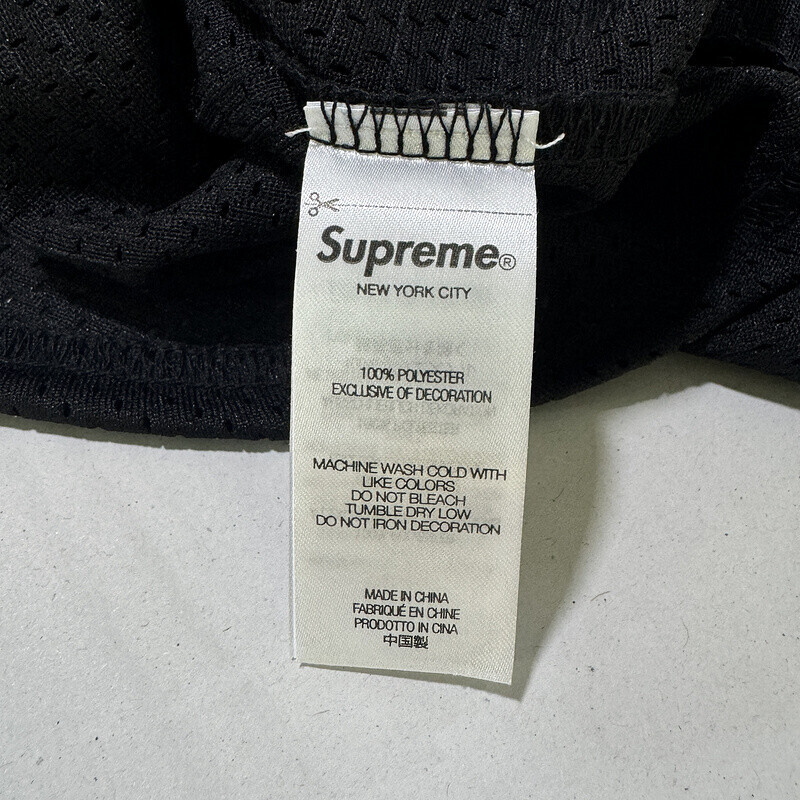 Supreme®
NEW YORK CITY
100% POLYESTER
EXCLUSIVE OF DECORATION
MACHINE WASH COLD WITH
LIKE COLORS
DO NOT BLEACH
TUMBLE DRY LOW
DO NOT IRON DECORATION
MADE IN CHINA
FABRIQUÉ EN CHINE
PRODOTTO IN CINA
中国製